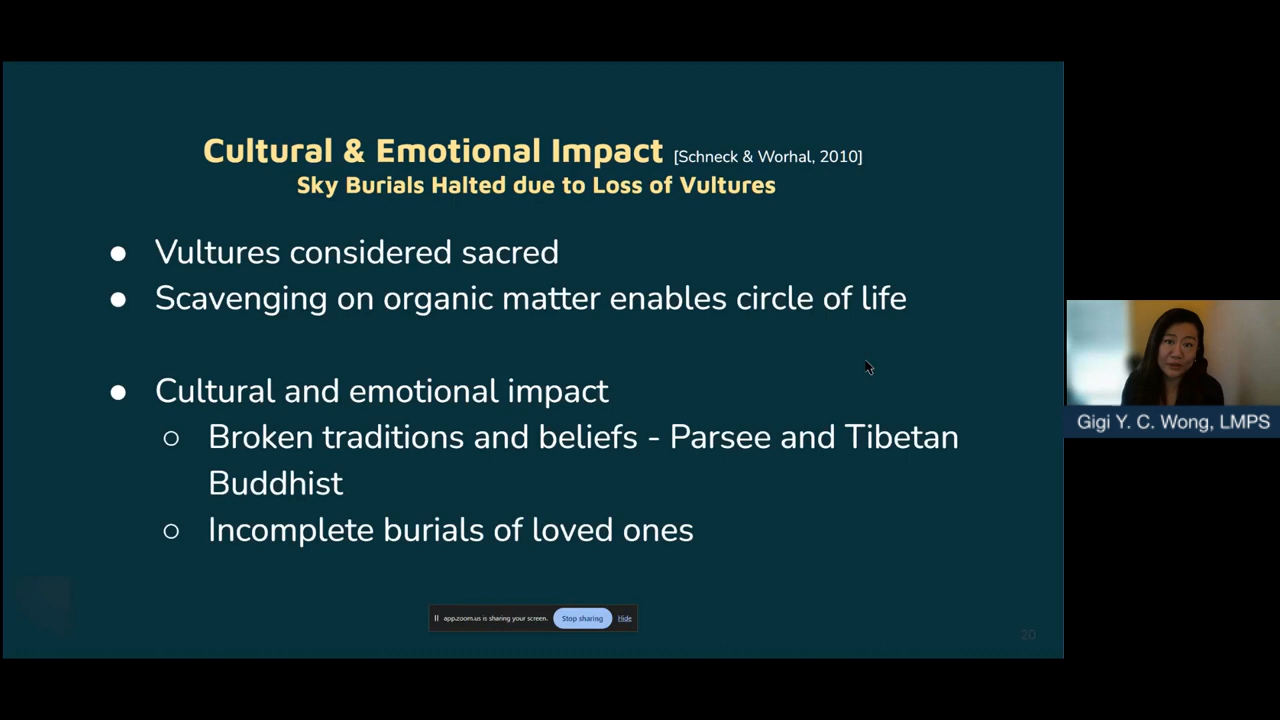 Cultural & Emotional Impact [Schneck & Worhal, 2010]
Sky Burials Halted due to Loss of Vultures
● Vultures considered sacred
● Scavenging on organic matter enables circle of life
● Cultural and emotional impact
○ Broken traditions and beliefs - Parsee and Tibetan
Buddhist
○ Incomplete burials of loved ones
Gigi Y. C. Wong, LMPS
app.zoom.us is sharing your screen. Stop sharing Hide
20